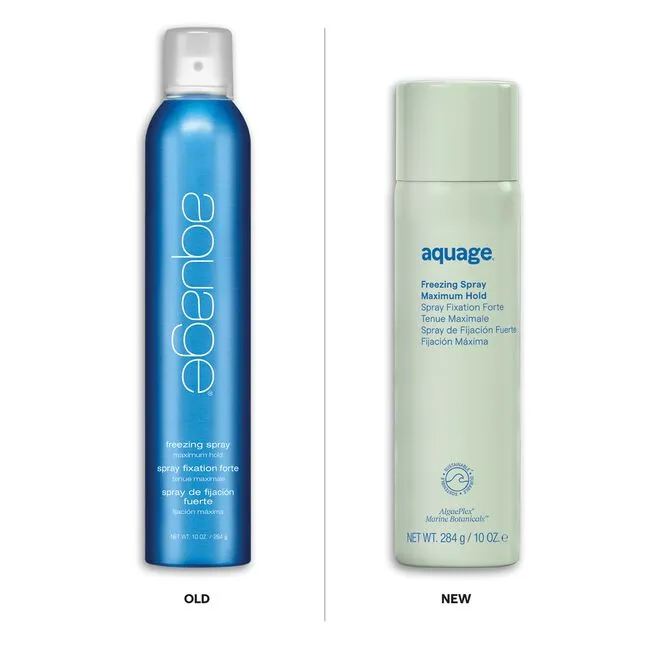 aquage®
freezing spray
maximum hold
spray fixation forte
tenue maximale
spray de fijación
fuerte
fijación máxima
NET WT. 10 OZ. / 284 g
OLD
aquage®
Freezing Spray
Maximum Hold
Spray Fixation Forte
Tenue Maximale
Spray de Fijación Fuerte
Fijación Máxima
SUSTAINABLE
AlgaePlex®
Marine Botanicals™
NET WT. 284 g / 10 OZ. e
NEW